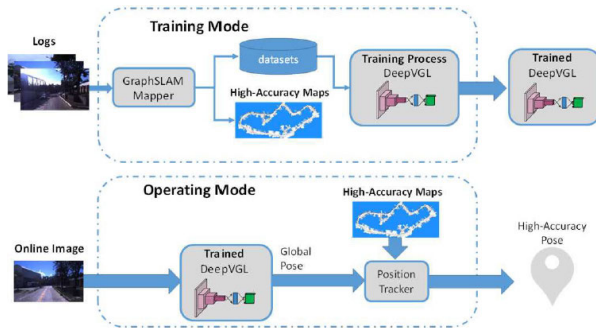 Training Mode
Logs
GraphSLAM
Mapper
datasets
High-Accuracy Maps
Training Process
DeepVGL
Trained
DeepVGL
Operating Mode
High-Accuracy Maps
Online Image
Trained
DeepVGL
Global
Pose
Position
Tracker
High-Accuracy
Pose